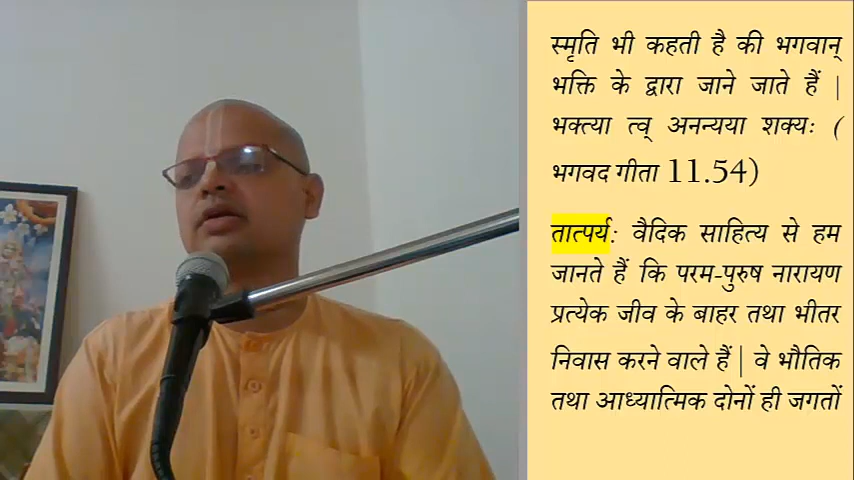 स्मृति भी कहती है की भगवान्
भक्ति के द्वारा जाने जाते हैं |
भक्त्या त्व् अनन्यया शक्यः (
भगवद गीता 11.54)
तात्पर्य: वैदिक साहित्य से हम
जानते हैं कि परम-पुरुष नारायण
प्रत्येक जीव के बाहर तथा भीतर
निवास करने वाले हैं | वे भौतिक
तथा आध्यात्मिक दोनों ही जगतों